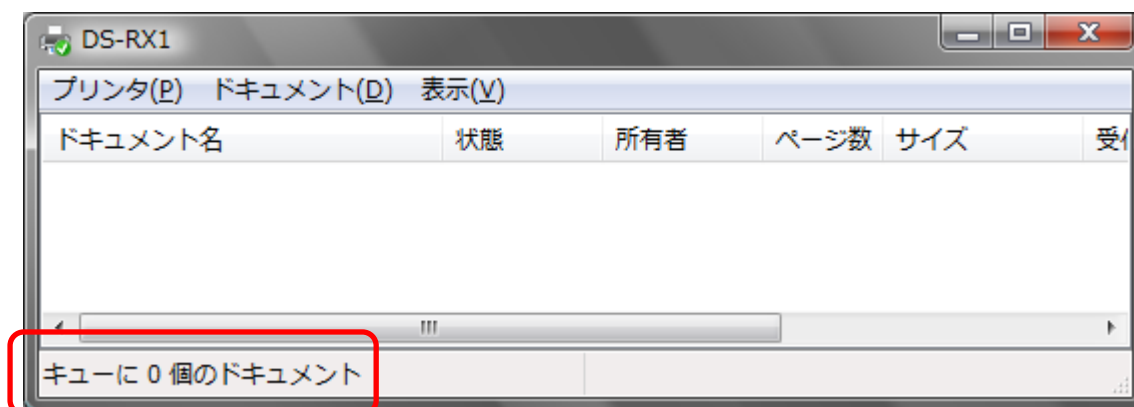 DS-RX1
プリンタ(P) ドキュメント(D) 表示(V)
ドキュメント名 状態 所有者 ページ数 サイズ 受
キューに 0 個のドキュメント